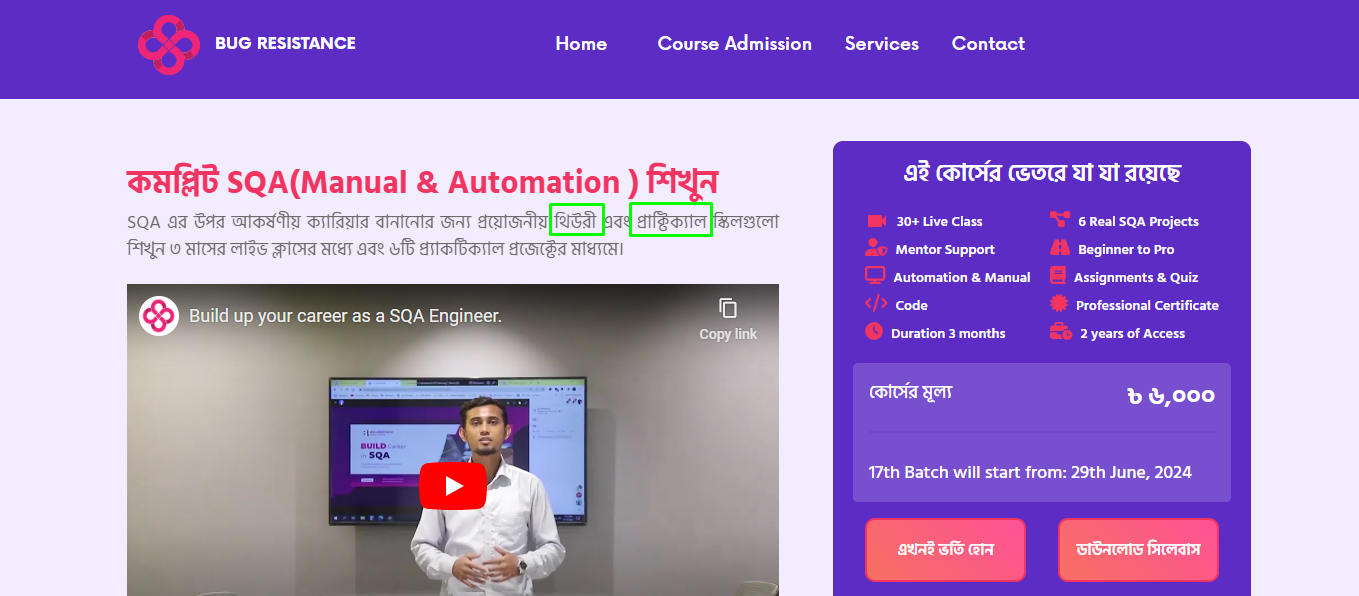 BUG RESISTANCE
Home Course Admission Services Contact
কমপ্লিট SQA(Manual & Automation ) শিখুন
SQA এর উপর আকর্ষণীয় ক্যারিয়ার বানানোর জন্য প্রয়োজনীয় থিউরী এবং প্রাক্টিক্যাল স্কিলগুলো
শিখুন ৩ মাসের লাইভ ক্লাসের মধ্যে এবং ৬টি প্র্যাকটিক্যাল প্রজেক্টের মাধ্যমে।
Build up your career as a SQA Engineer.
Copy link
BUILD Career
in SQA
এই কোর্সের ভেতরে যা যা রয়েছে
30+ Live Class
6 Real SQA Projects
Mentor Support
Beginner to Pro
Automation & Manual
Assignments & Quiz
Code
Professional Certificate
Duration 3 months
2 years of Access
কোর্সের মূল্য
৳ ৬,০০০
17th Batch will start from: 29th June, 2024
এখনই ভর্তি হোন
ডাউনলোড সিলেবাস